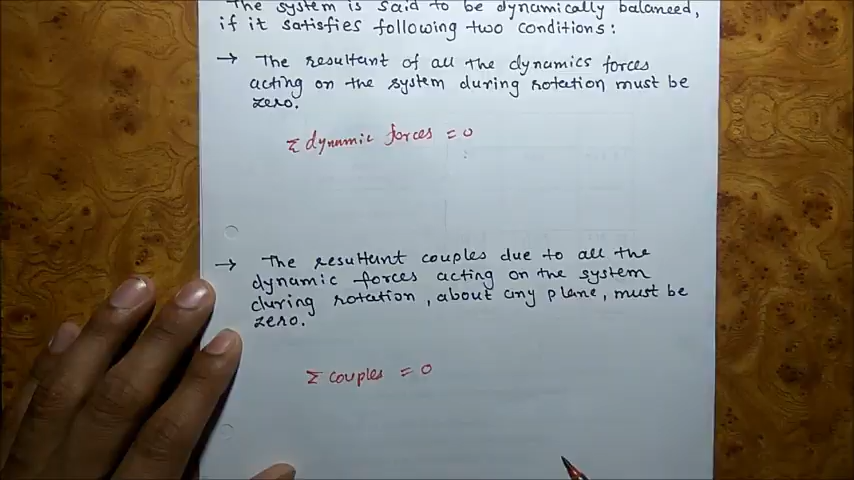 The system is said to be dynamically balanced,
if it satisfies following two conditions:
→ The resultant of all the dynamics forces
acting on the system during rotation must be
zero.
Σ dynamic forces = 0
→ The resultant couples due to all the
dynamic forces acting on the system
during rotation, about any plane, must be
zero.
Σ couples = 0